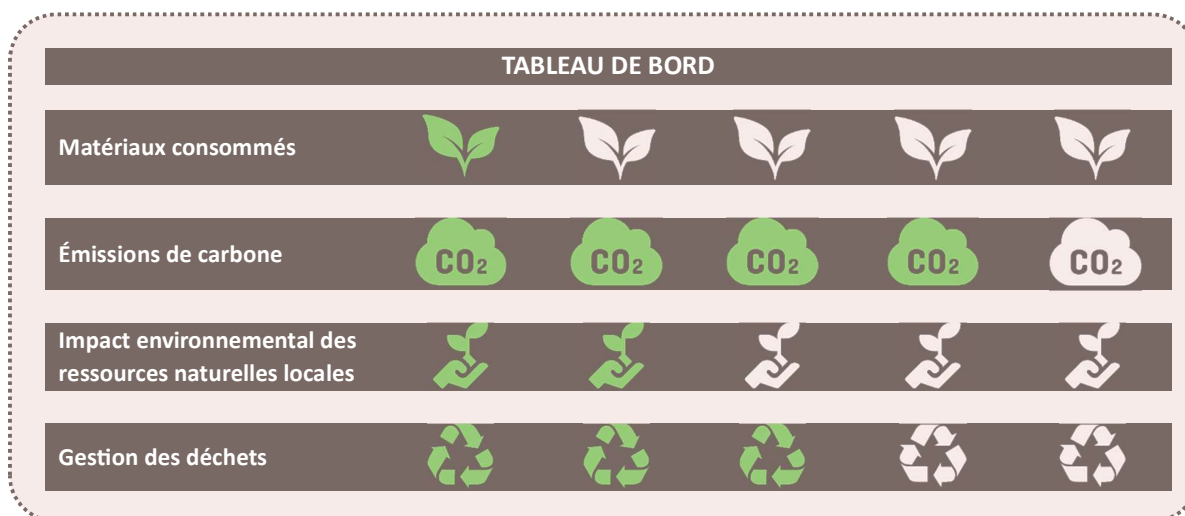 TABLEAU DE BORD
Matériaux consommés
Émissions de carbone
CO₂ CO₂ CO₂ CO₂ CO₂
Impact environnemental des
ressources naturelles locales
Gestion des déchets